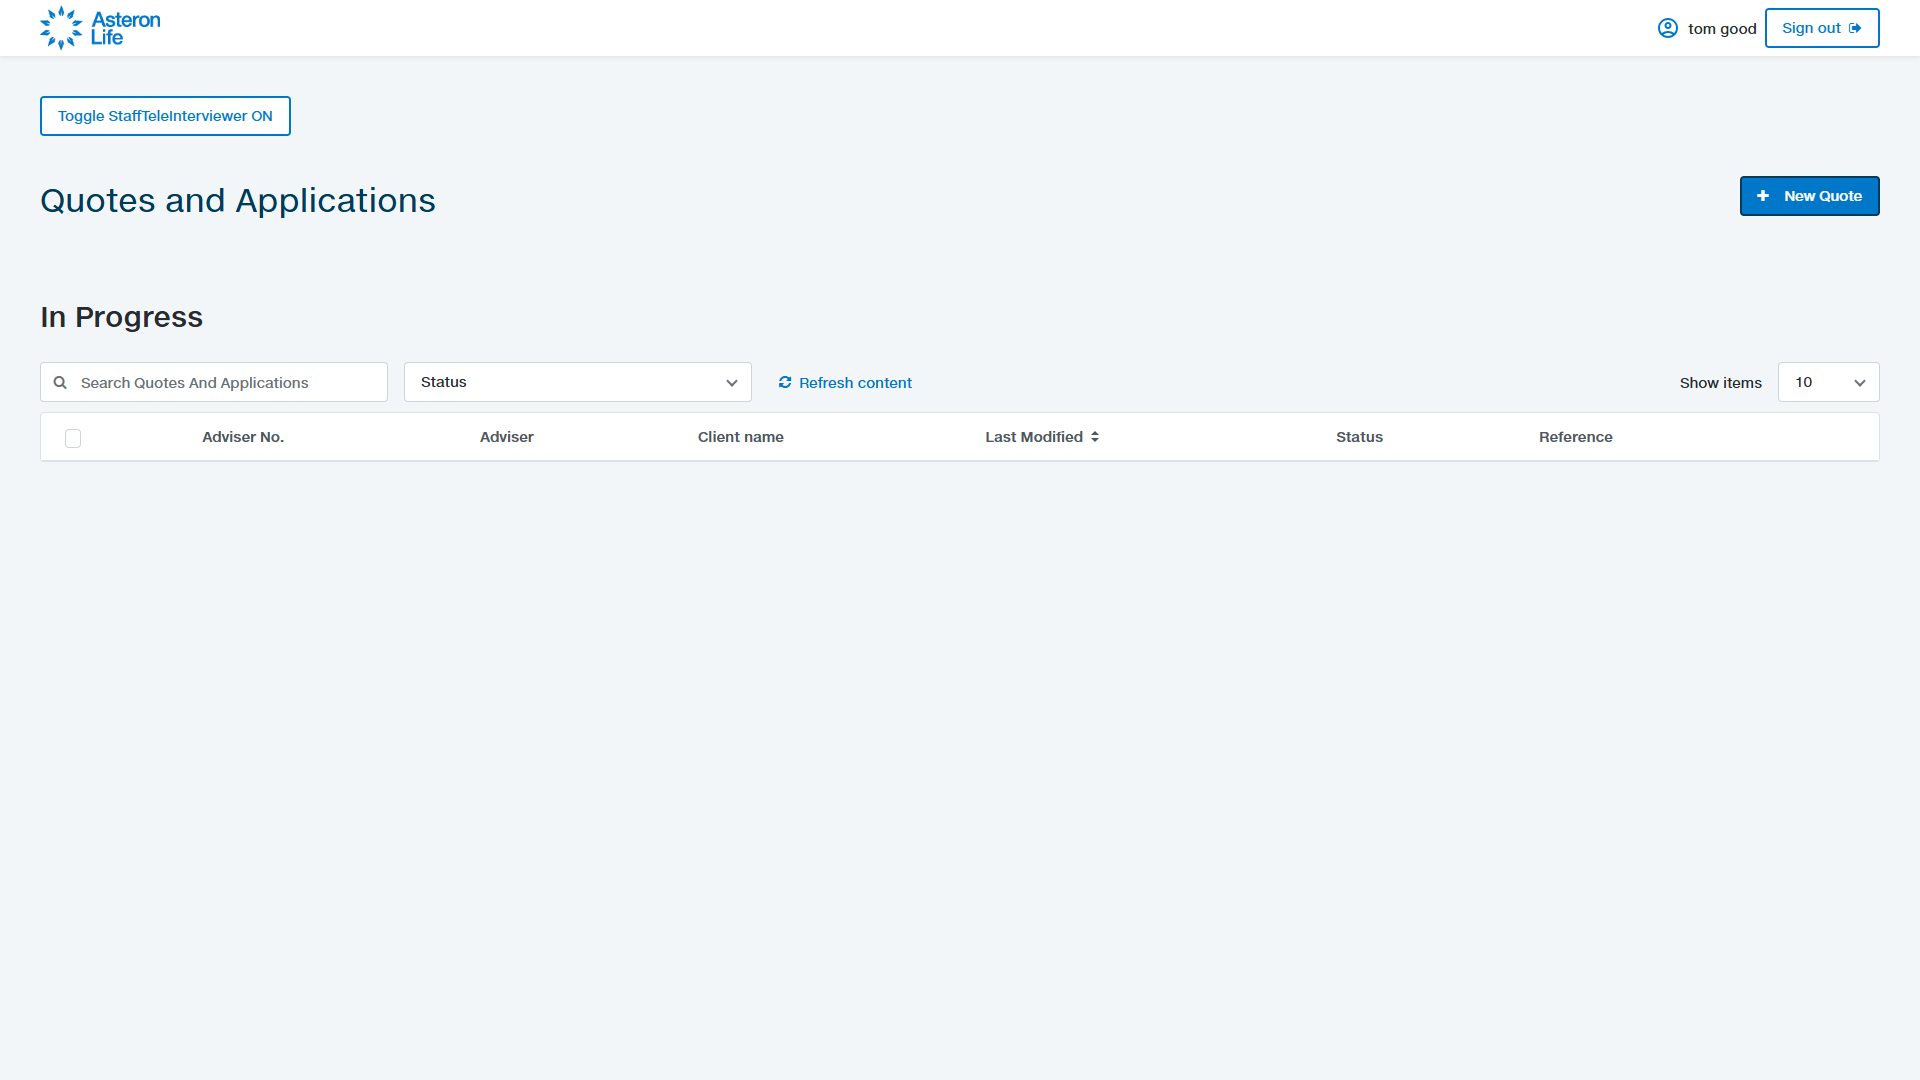 Asteron
Life
tom good
Sign out
Toggle StaffTeleInterviewer ON
Quotes and Applications
New Quote
In Progress
Search Quotes And Applications
Status
Refresh content
Show items
10
Adviser No.
Adviser
Client name
Last Modified
Status
Reference